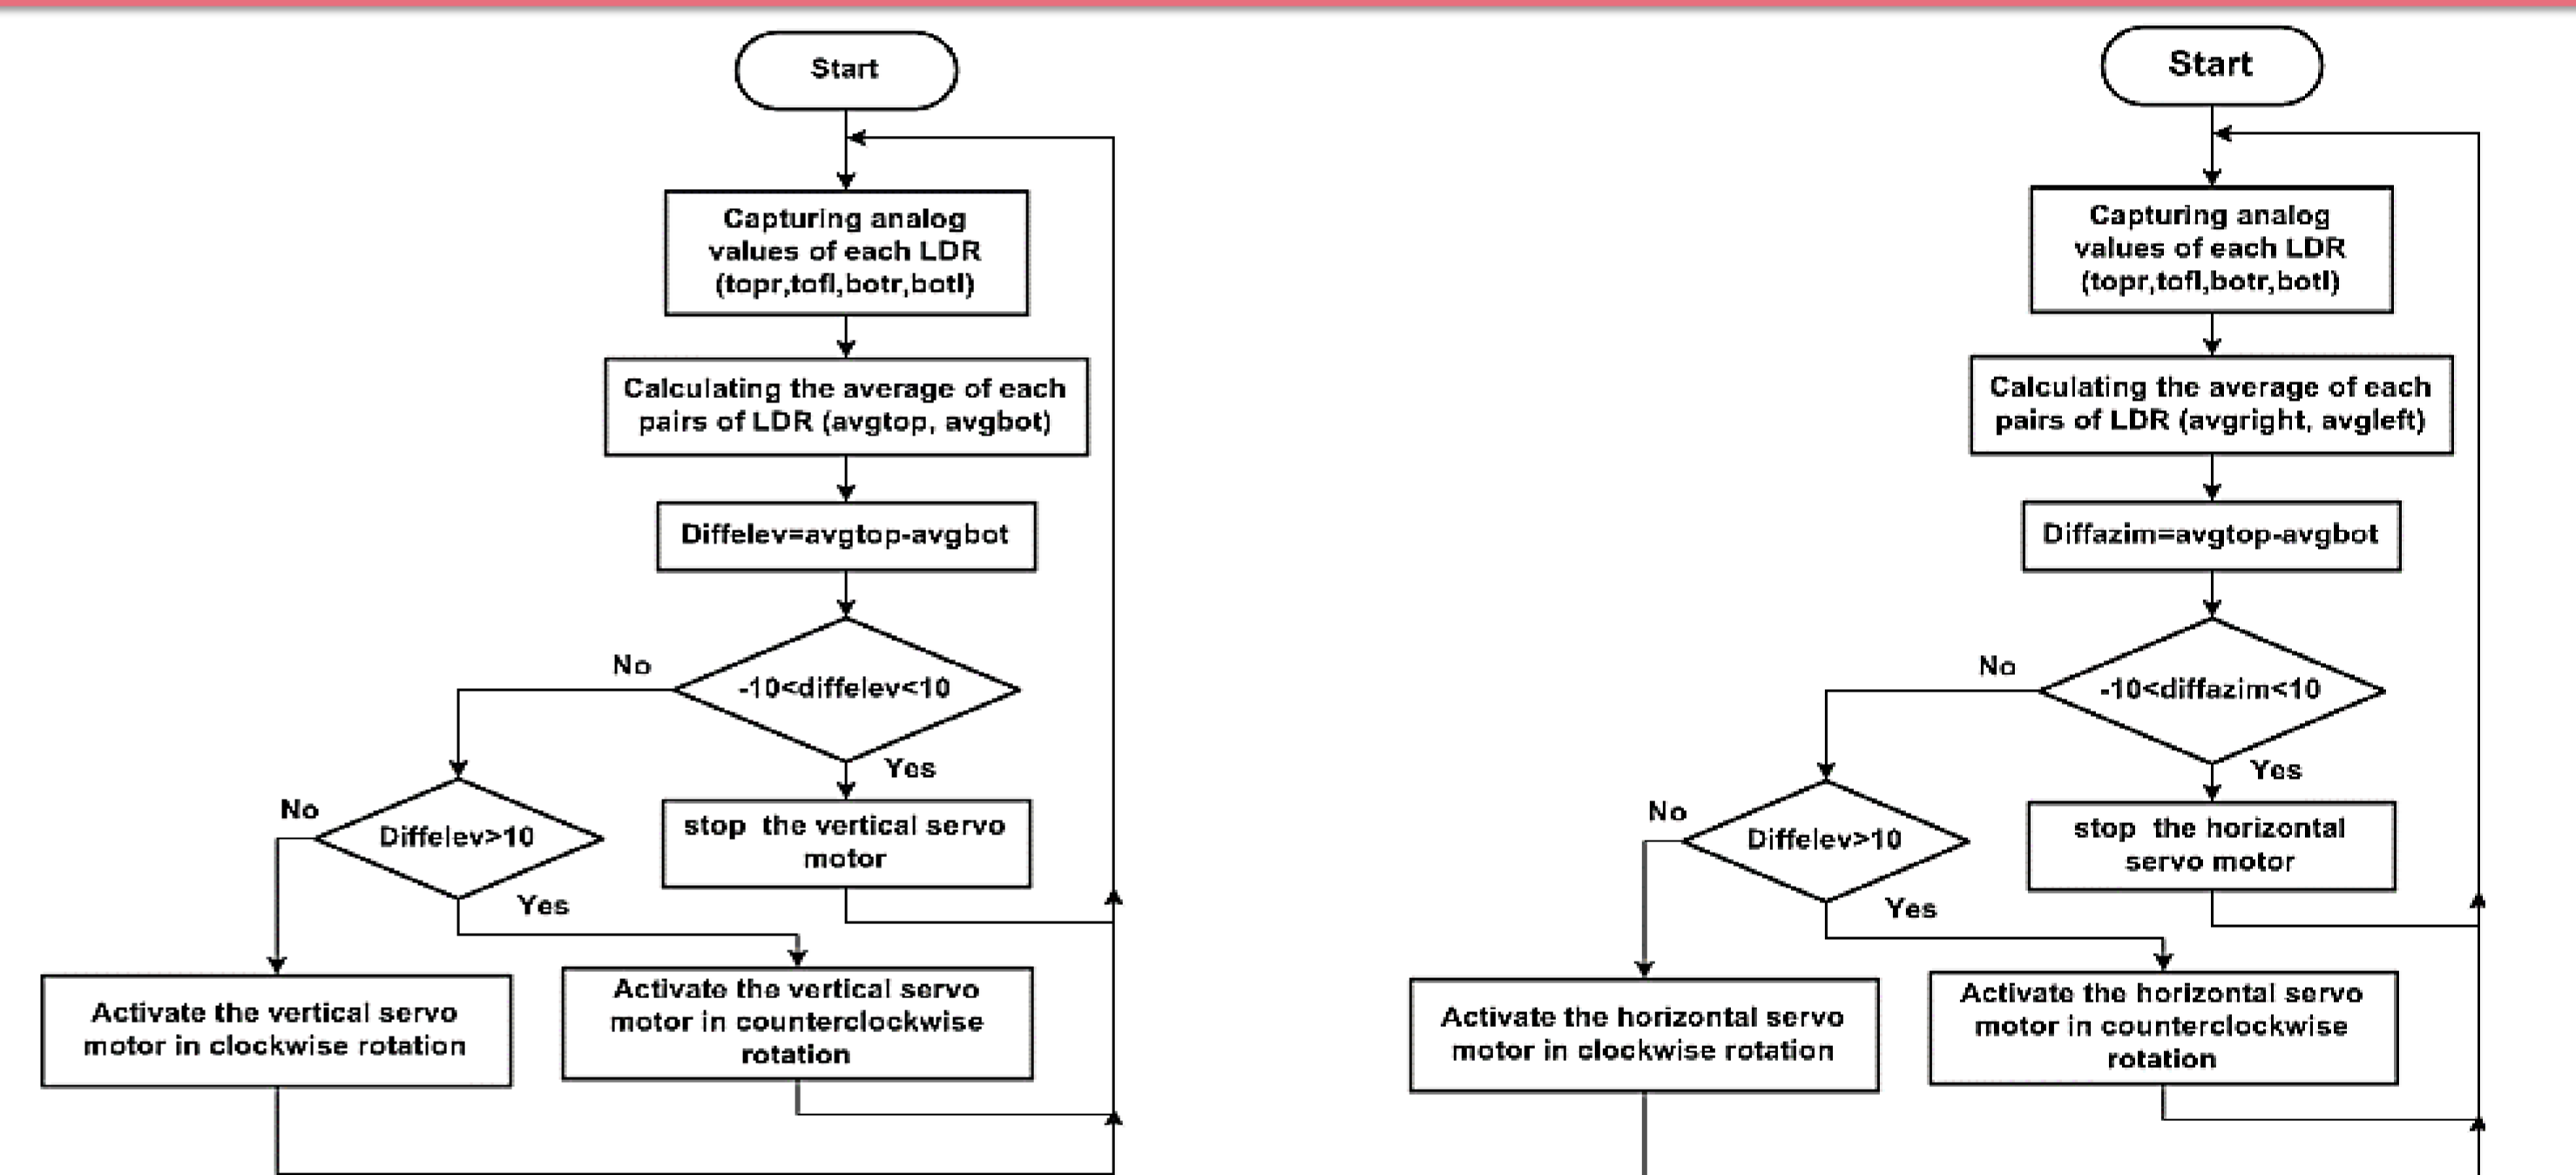 Start
Capturing analog
values of each LDR
(topr,tofl,botr,botl)
Calculating the average of each
pairs of LDR (avgtop, avgbot)
Diffelev=avgtop-avgbot
-10<diffelev<10
No
Yes
Diffelev>10
No
Yes
stop the vertical servo
motor
Activate the vertical servo
motor in clockwise rotation
Activate the vertical servo
motor in counterclockwise
rotation
Start
Capturing analog
values of each LDR
(topr,tofl,botr,botl)
Calculating the average of each
pairs of LDR (avgright, avgleft)
Diffazim=avgtop-avgbot
-10<diffazim<10
No
Yes
Diffelev>10
No
Yes
stop the horizontal
servo motor
Activate the horizontal servo
motor in clockwise rotation
Activate the horizontal servo
motor in counterclockwise
rotation